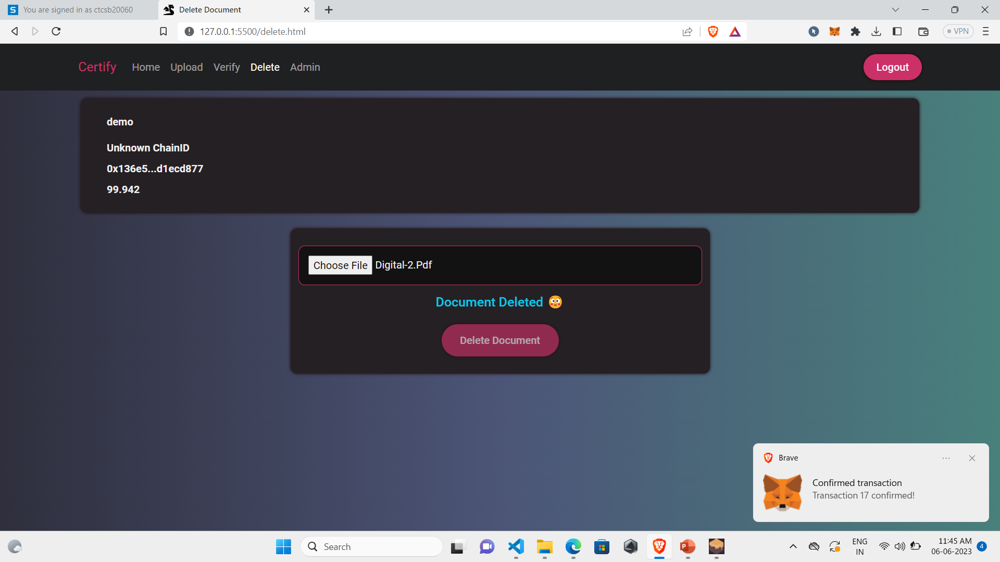 You are signed in as ctcsb20060
Delete Document
127.0.0.1:5500/delete.html
VPN
Certify
Home
Upload
Verify
Delete
Admin
Logout
demo
Unknown ChainID
0x136e5...d1ecd877
99.942
Choose File Digital-2.Pdf
Document Deleted 😳
Delete Document
Brave
Confirmed transaction
Transaction 17 confirmed!
Search
ENG
IN
11:45 AM
06-06-2023
4